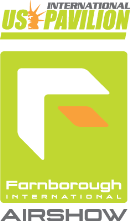 INTERNATIONAL
US PAVILION
Farnborough
INTERNATIONAL
AIRSHOW